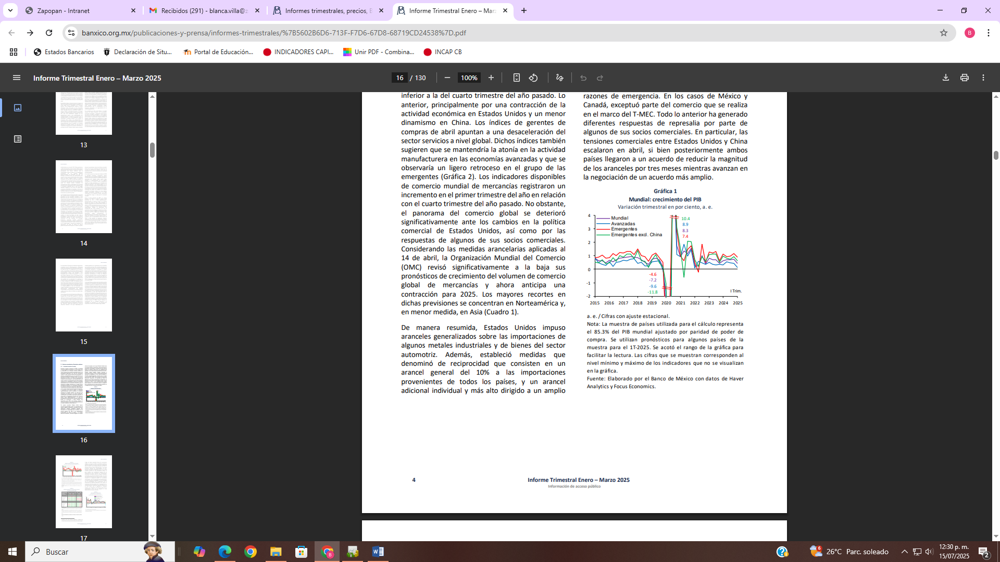 Zapopan - Intranet
Recibidos (291) - blanca.villa@z
Informes trimestrales, precios, B
Informe Trimestral Enero – Marz
banxico.org.mx/publicaciones-y-prensa/informes-trimestrales/%7B5602B6D6-713F-F7D6-67D8-68719CD24538%7D.pdf
B
Estados Bancarios
Declaración de Situ...
Portal de Educación...
INDICADORES CAPI...
Unir PDF - Combina...
INCAP CB
Informe Trimestral Enero – Marzo 2025
16 / 130
100%
13
14
15
16
17
inferior a la del cuarto trimestre del año pasado. Lo
anterior, principalmente por una contracción de la
actividad económica en Estados Unidos y un menor
dinamismo en China. Los índices de gerentes de
compras de abril apuntan a una desaceleración del
sector servicios a nivel global. Dichos índices también
sugieren que se mantendría la atonía en la actividad
manufacturera en las economías avanzadas y que se
observaría un ligero retroceso en el grupo de las
emergentes (Gráfica 2). Los indicadores disponibles
de comercio mundial de mercancías registraron un
incremento en el primer trimestre del año en relación
con el cuarto trimestre del año pasado. No obstante,
el panorama del comercio global se deterioró
significativamente ante los cambios en la política
comercial de Estados Unidos, así como por las
respuestas de algunos de sus socios comerciales.
Considerando las medidas arancelarias aplicadas al
14 de abril, la Organización Mundial del Comercio
(OMC) revisó significativamente a la baja sus
pronósticos de crecimiento del volumen de comercio
global de mercancías y ahora anticipa una
contracción para 2025. Los mayores recortes en
dichas previsiones se concentran en Norteamérica y,
en menor medida, en Asia (Cuadro 1).
De manera resumida, Estados Unidos impuso
aranceles generalizados sobre las importaciones de
algunos metales industriales y de bienes del sector
automotriz. Además, estableció medidas que
denominó de reciprocidad que consisten en un
arancel general del 10% a las importaciones
provenientes de todos los países, y un arancel
adicional individual y más alto dirigido a un amplio
razones de emergencia. En los casos de México y
Canadá, exceptuó parte del comercio que se realiza
en el marco del T-MEC. Todo lo anterior ha generado
diferentes respuestas de represalia por parte de
algunos de sus socios comerciales. En particular, las
tensiones comerciales entre Estados Unidos y China
escalaron en abril, si bien posteriormente ambos
países llegaron a un acuerdo de reducir la magnitud
de los aranceles por tres meses mientras avanzan en
la negociación de un acuerdo más amplio.
Gráfica 1
Mundial: crecimiento del PIB
Variación trimestral en por ciento, a. e.
4
3
2
1
0
-1
-2
Mundial
Avanzadas
Emergentes
Emergentes excl. China
10.4
8.9
8.3
7.4
-4.6
-7.2
-9.6
-11.8
I Trim.
2015 2016 2017 2018 2019 2020 2021 2022 2023 2024 2025
a. e. / Cifras con ajuste estacional.
Nota: La muestra de países utilizada para el cálculo representa
el 85.3% del PIB mundial ajustado por paridad de poder de
compra. Se utilizan pronósticos para algunos países de la
muestra para el 1T-2025. Se acotó el rango de la gráfica para
facilitar la lectura. Las cifras que se muestran corresponden al
nivel mínimo y máximo de los indicadores que no se visualizan
en la gráfica.
Fuente: Elaborado por el Banco de México con datos de Haver
Analytics y Focus Economics.
4
Informe Trimestral Enero – Marzo 2025
Información de acceso público
Buscar
6
26°C Parc. soleado
12:30 p. m.
15/07/2025
2